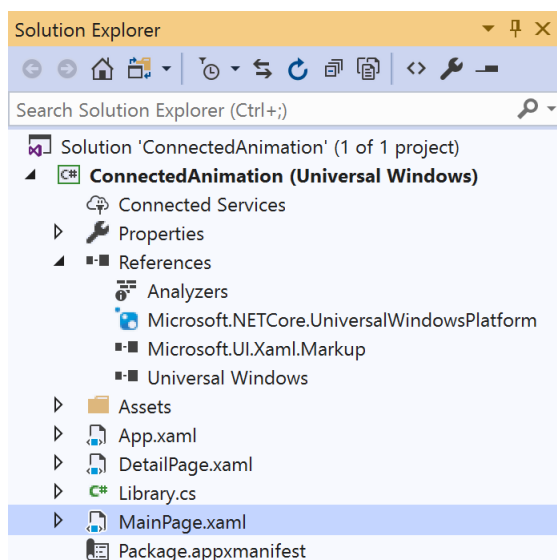 Solution Explorer
Search Solution Explorer (Ctrl+;)
Solution 'ConnectedAnimation' (1 of 1 project)
C# ConnectedAnimation (Universal Windows)
Connected Services
Properties
References
Analyzers
Microsoft.NETCore.UniversalWindowsPlatform
Microsoft.UI.Xaml.Markup
Universal Windows
Assets
App.xaml
DetailPage.xaml
C# Library.cs
MainPage.xaml
Package.appxmanifest